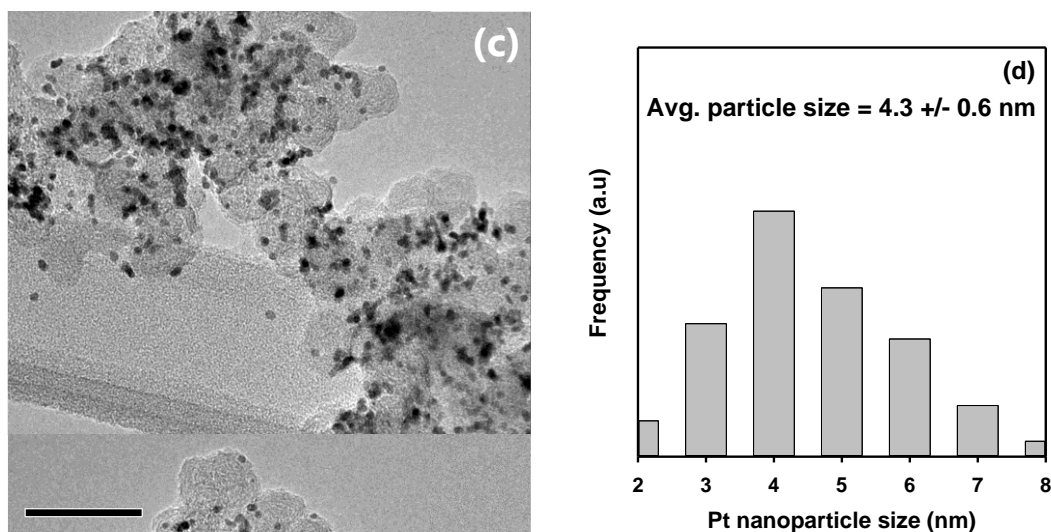 (c)
(d)
Avg. particle size = 4.3 +/- 0.6 nm
Frequency (a.u)
2 3 4 5 6 7 8
Pt nanoparticle size (nm)